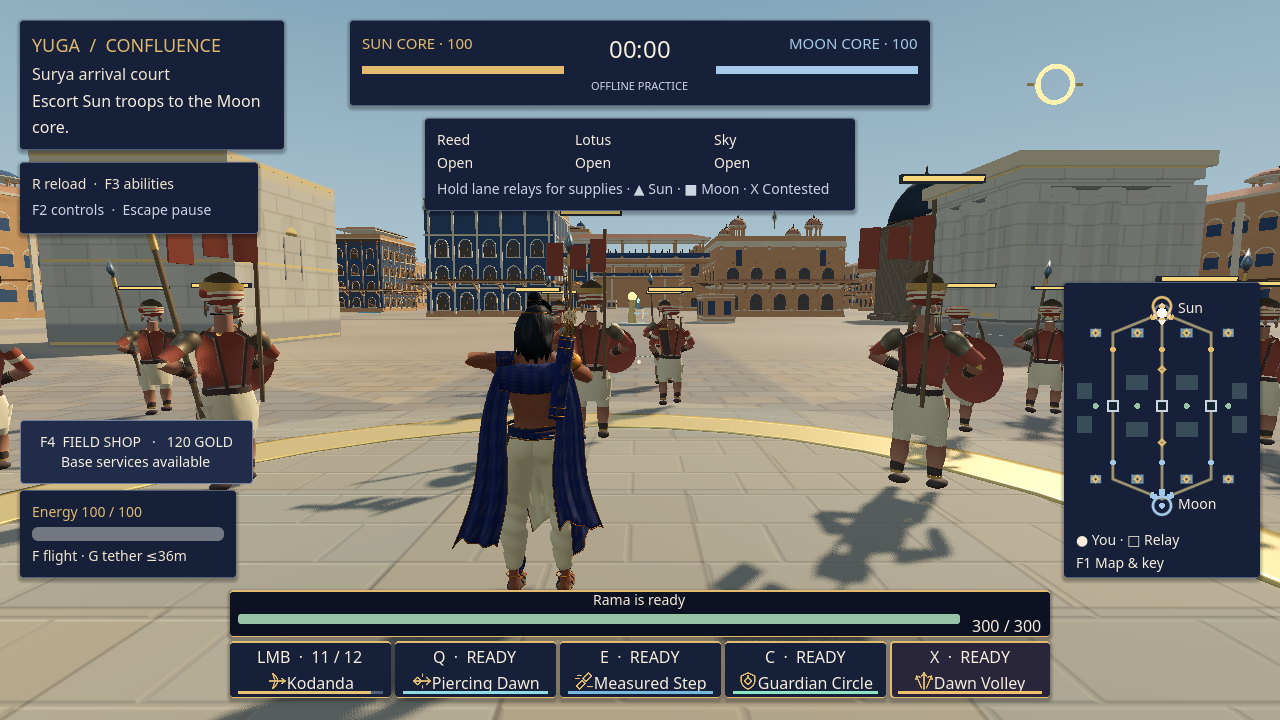 YUGA / CONFLUENCE
Surya arrival court
Escort Sun troops to the Moon
core.
R reload · F3 abilities
F2 controls · Escape pause
SUN CORE · 100
00:00
MOON CORE · 100
OFFLINE PRACTICE
Reed Lotus Sky
Open Open Open
Hold lane relays for supplies · ▲ Sun · ■ Moon · X Contested
F4 FIELD SHOP · 120 GOLD
Base services available
Energy 100 / 100
F flight · G tether ≤36m
Sun
Moon
● You · □ Relay
F1 Map & key
Rama is ready
300 / 300
LMB · 11 / 12
Kodanda
Q · READY
Piercing Dawn
E · READY
Measured Step
C · READY
Guardian Circle
X · READY
Dawn Volley